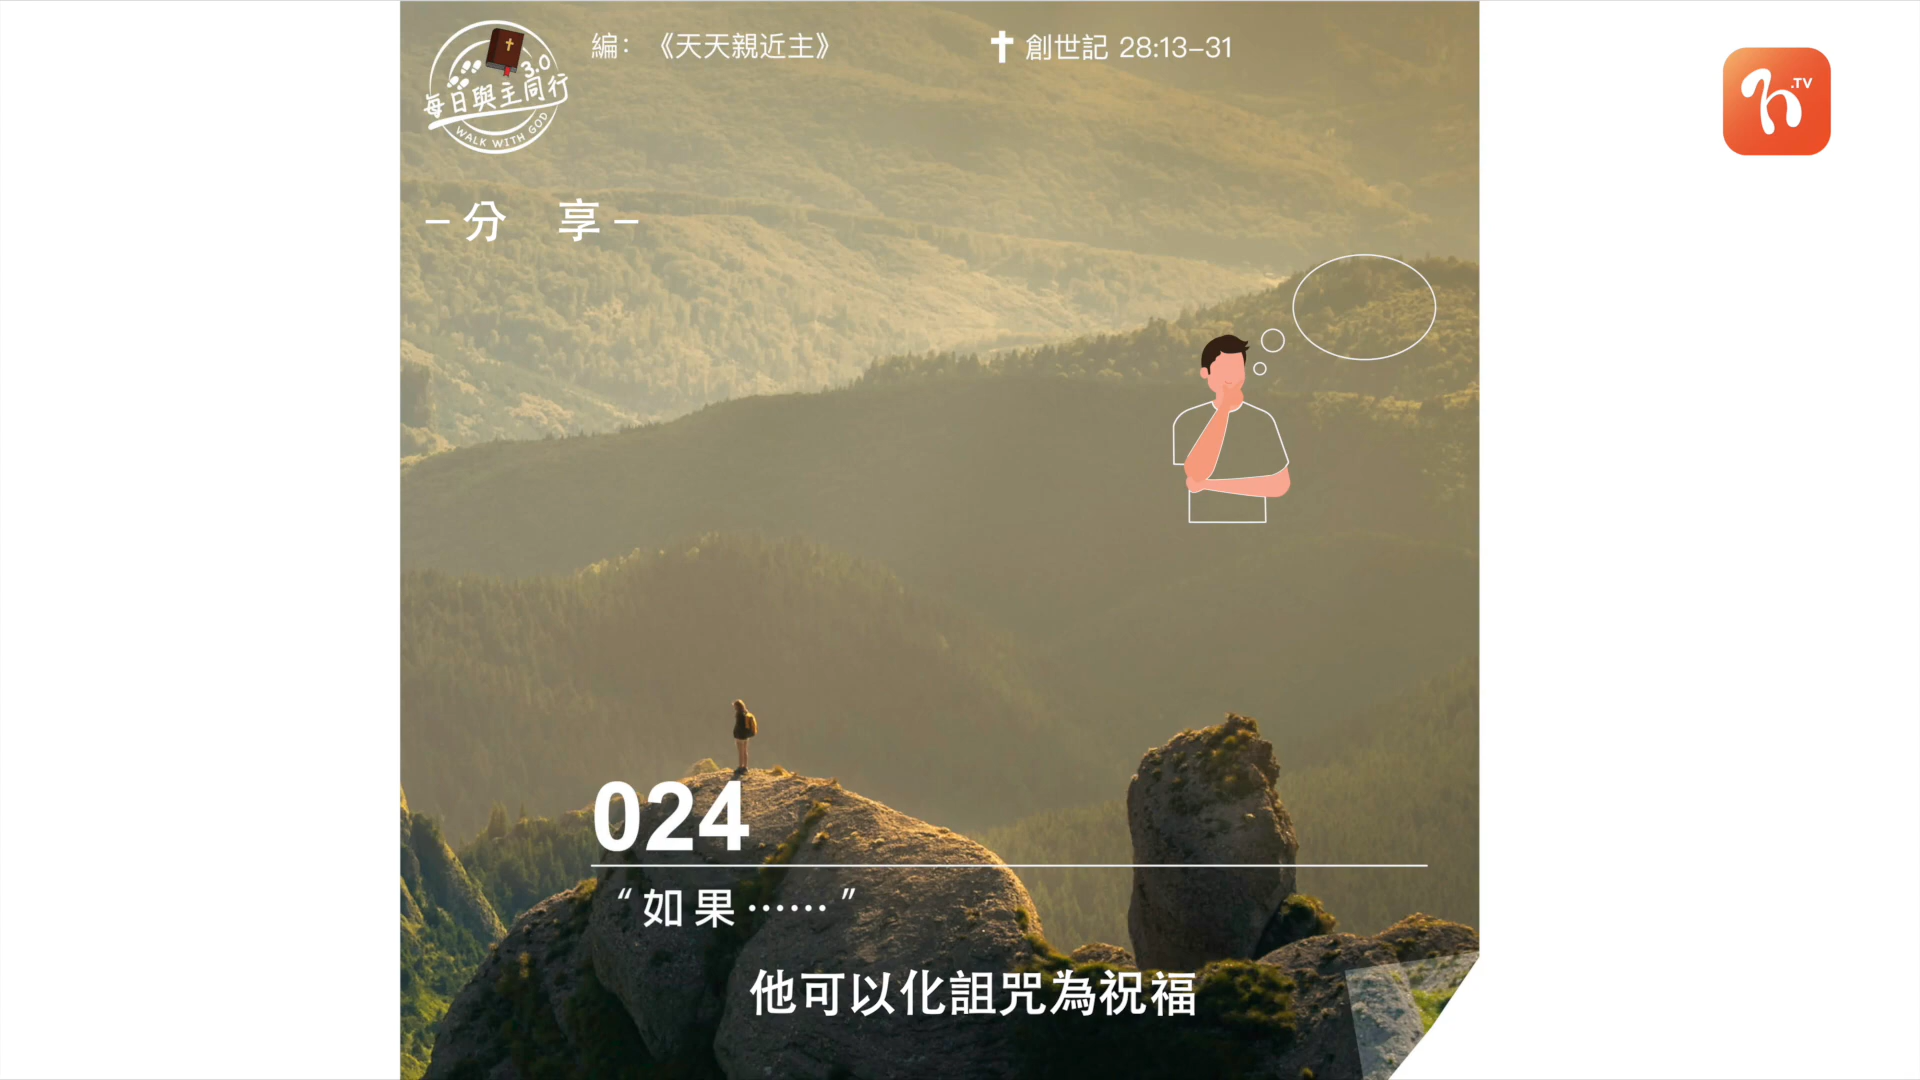 編：《天天親近主》
創世記 28:13-31
3.0
每日與主同行
WALK WITH GOD
h.TV
- 分 享 -
024
“如果……”
他可以化詛咒為祝福